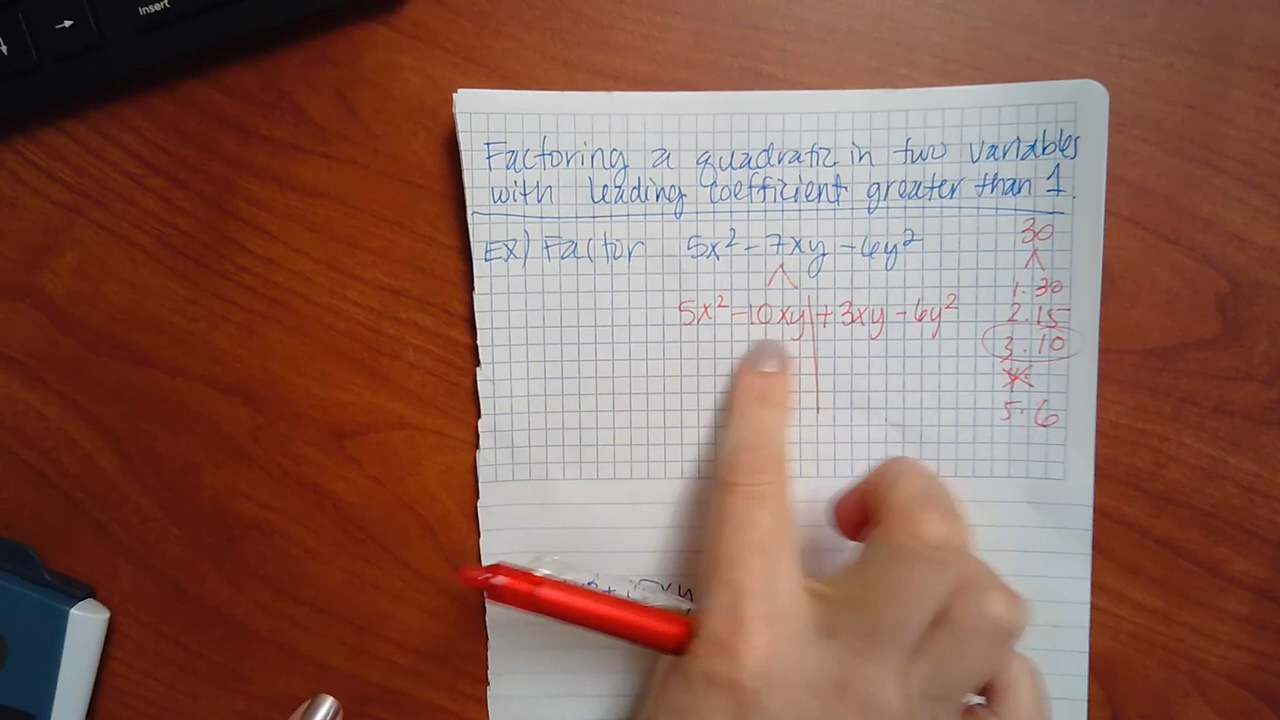 Insert
Factoring a quadratic in two variables
with leading coefficient greater than 1.
Ex) Factor 5x² - 7xy - 6y²
5x² - 10xy + 3xy - 6y²
30
1·30
2·15
3·10
5·6